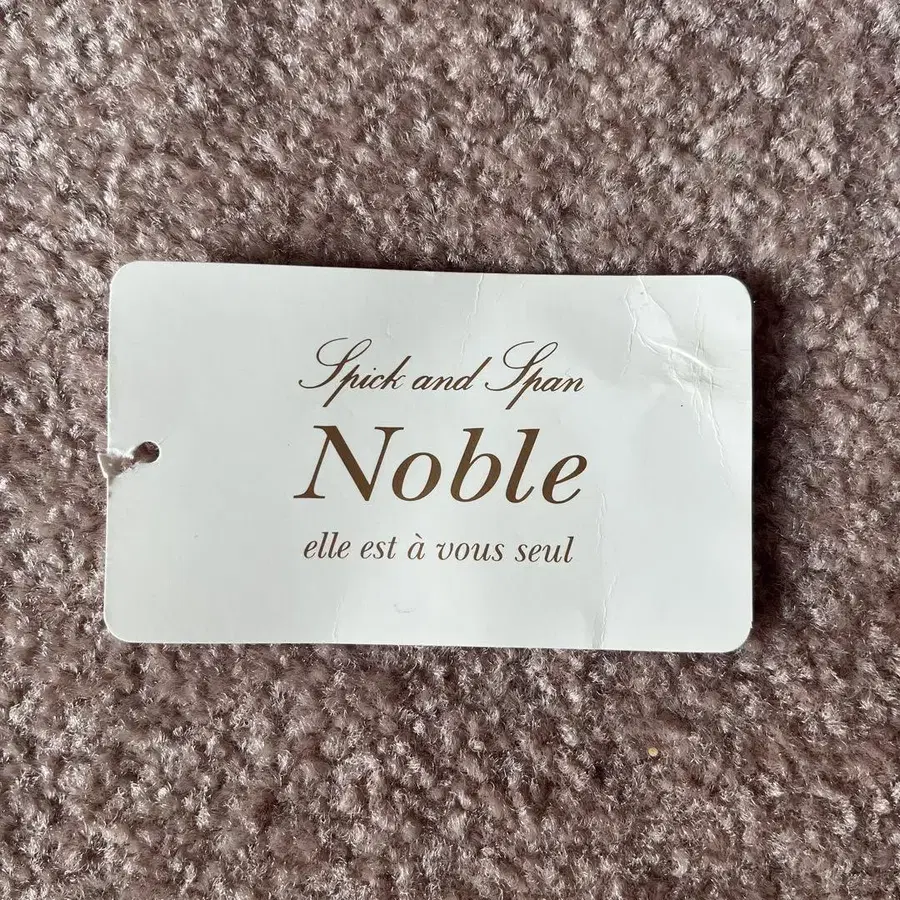 Spick and Span
Noble
elle est à vous seul